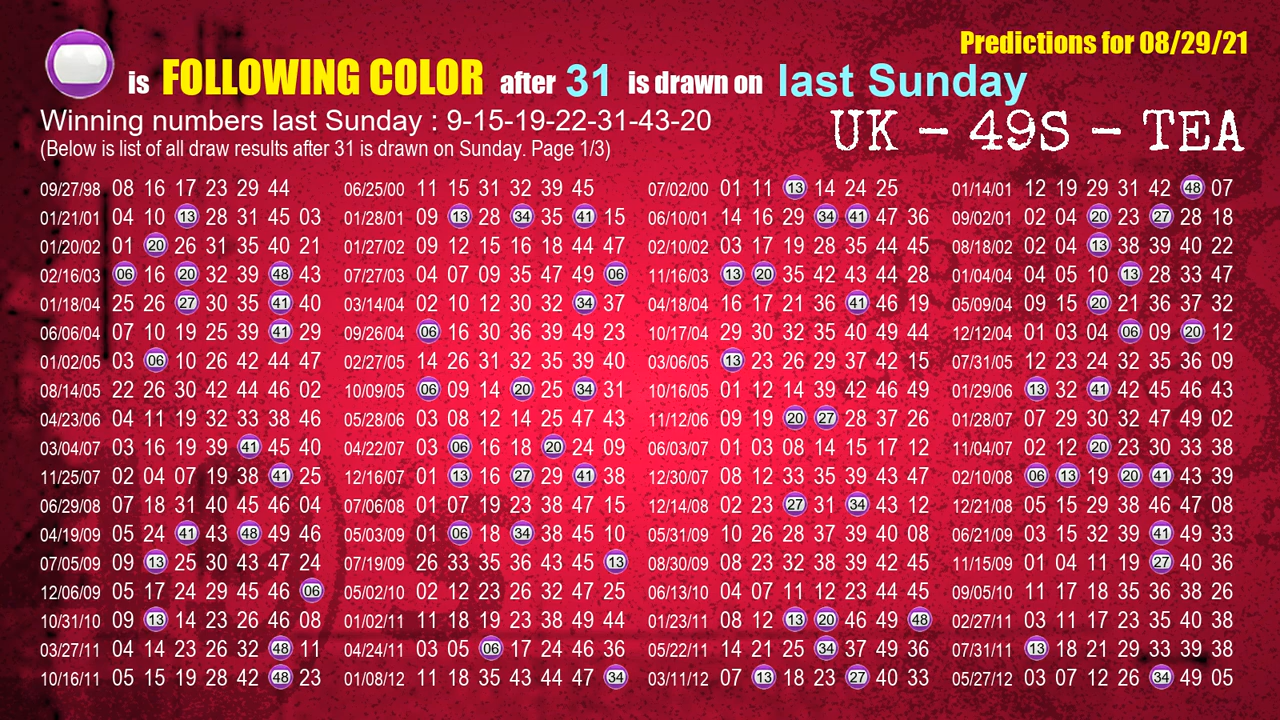 Predictions for 08/29/21
is FOLLOWING COLOR after 31 is drawn on last Sunday
Winning numbers last Sunday : 9-15-19-22-31-43-20
UK - 49S - TEA
(Below is list of all draw results after 31 is drawn on Sunday. Page 1/3)
09/27/98 08 16 17 23 29 44 06/25/00 11 15 31 32 39 45 07/02/00 01 11 13 14 24 25 01/14/01 12 19 29 31 42 48 07
01/21/01 04 10 13 28 31 45 03 01/28/01 09 13 28 34 35 41 15 06/10/01 14 16 29 34 41 47 36 09/02/01 02 04 20 23 27 28 18
01/20/02 01 20 26 31 35 40 21 01/27/02 09 12 15 16 18 44 47 02/10/02 03 17 19 28 35 44 45 08/18/02 02 04 13 38 39 40 22
02/16/03 06 16 20 32 39 48 43 07/27/03 04 07 09 35 47 49 06 11/16/03 13 20 35 42 43 44 28 01/04/04 04 05 10 13 28 33 47
01/18/04 25 26 27 30 35 41 40 03/14/04 02 10 12 30 32 34 37 04/18/04 16 17 21 36 41 46 19 05/09/04 09 15 20 21 36 37 32
06/06/04 07 10 19 25 39 41 29 09/26/04 06 16 30 36 39 49 23 10/17/04 29 30 32 35 40 49 44 12/12/04 01 03 04 06 09 20 12
01/02/05 03 06 10 26 42 44 47 02/27/05 14 26 31 32 35 39 40 03/06/05 13 23 26 29 37 42 15 07/31/05 12 23 24 32 35 36 09
08/14/05 22 26 30 42 44 46 02 10/09/05 06 09 14 20 25 34 31 10/16/05 01 12 14 39 42 46 49 01/29/06 13 32 41 42 45 46 43
04/23/06 04 11 19 32 33 38 46 05/28/06 03 08 12 14 25 47 43 11/12/06 09 19 20 27 28 37 26 01/28/07 07 29 30 32 47 49 02
03/04/07 03 16 19 39 41 45 40 04/22/07 03 06 16 18 20 24 09 06/03/07 01 03 08 14 15 17 12 11/04/07 02 12 20 23 30 33 38
11/25/07 02 04 07 19 38 41 25 12/16/07 01 13 16 27 29 41 38 12/30/07 08 12 33 35 39 43 47 02/10/08 06 13 19 20 41 43 39
06/29/08 07 18 31 40 45 46 04 07/06/08 01 07 19 23 38 47 15 12/14/08 02 23 27 31 34 43 12 12/21/08 05 15 29 38 46 47 08
04/19/09 05 24 41 43 48 49 46 05/03/09 01 06 18 34 38 45 10 05/31/09 10 26 28 37 39 40 08 06/21/09 03 15 32 39 41 49 33
07/05/09 09 13 25 30 43 47 24 07/19/09 26 33 35 36 43 45 13 08/30/09 08 23 32 38 39 42 45 11/15/09 01 04 11 19 27 40 36
12/06/09 05 17 24 29 45 46 06 05/02/10 02 12 23 26 32 47 25 06/13/10 04 07 11 12 23 44 45 09/05/10 11 17 18 35 36 38 26
10/31/10 09 13 14 23 26 46 08 01/02/11 11 18 19 23 38 49 44 01/23/11 08 12 13 20 46 49 48 02/27/11 03 11 17 23 35 40 38
03/27/11 04 14 23 26 32 48 11 04/24/11 03 05 06 17 24 46 36 05/22/11 14 21 25 34 37 49 36 07/31/11 13 18 21 29 33 39 38
10/16/11 05 15 19 28 42 48 23 01/08/12 11 18 35 43 44 47 34 03/11/12 07 13 18 23 27 40 33 05/27/12 03 07 12 26 34 49 05